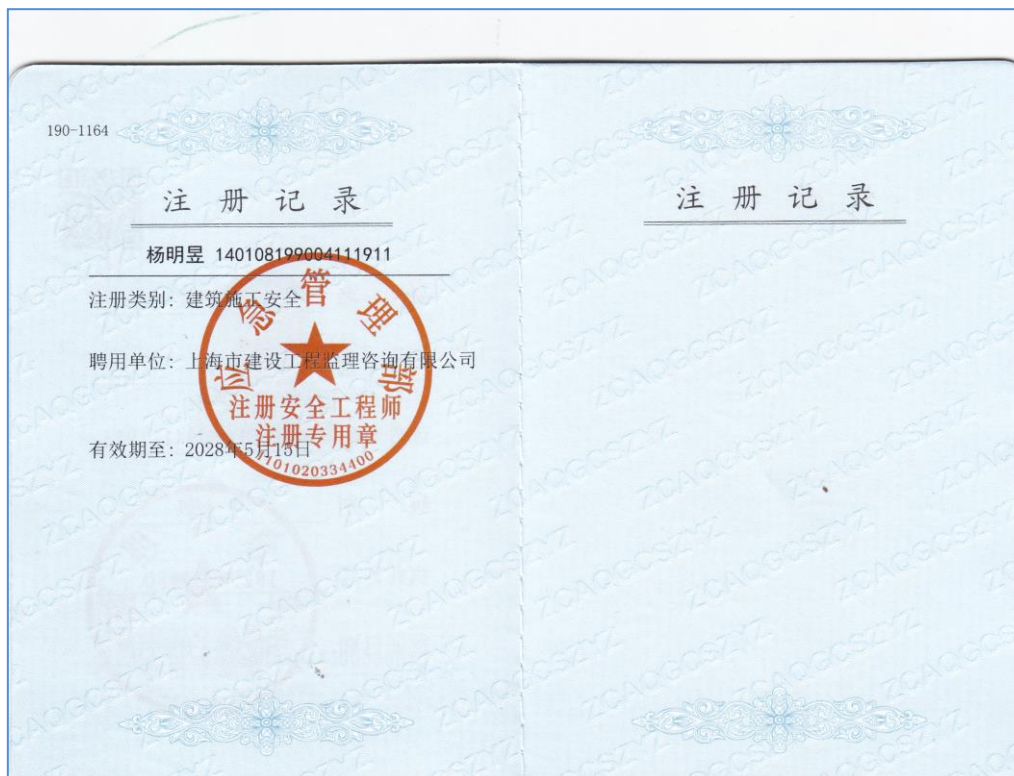 190-1164
注册记录
杨明昱 140108199004111911
注册类别: 建筑施工安全
聘用单位: 上海市建设工程监理咨询有限公司
有效期至: 2028年5月15日
应急管理部
注册安全工程师
注册专用章
1101020334400
注册记录
ZCAQGCSZYZ